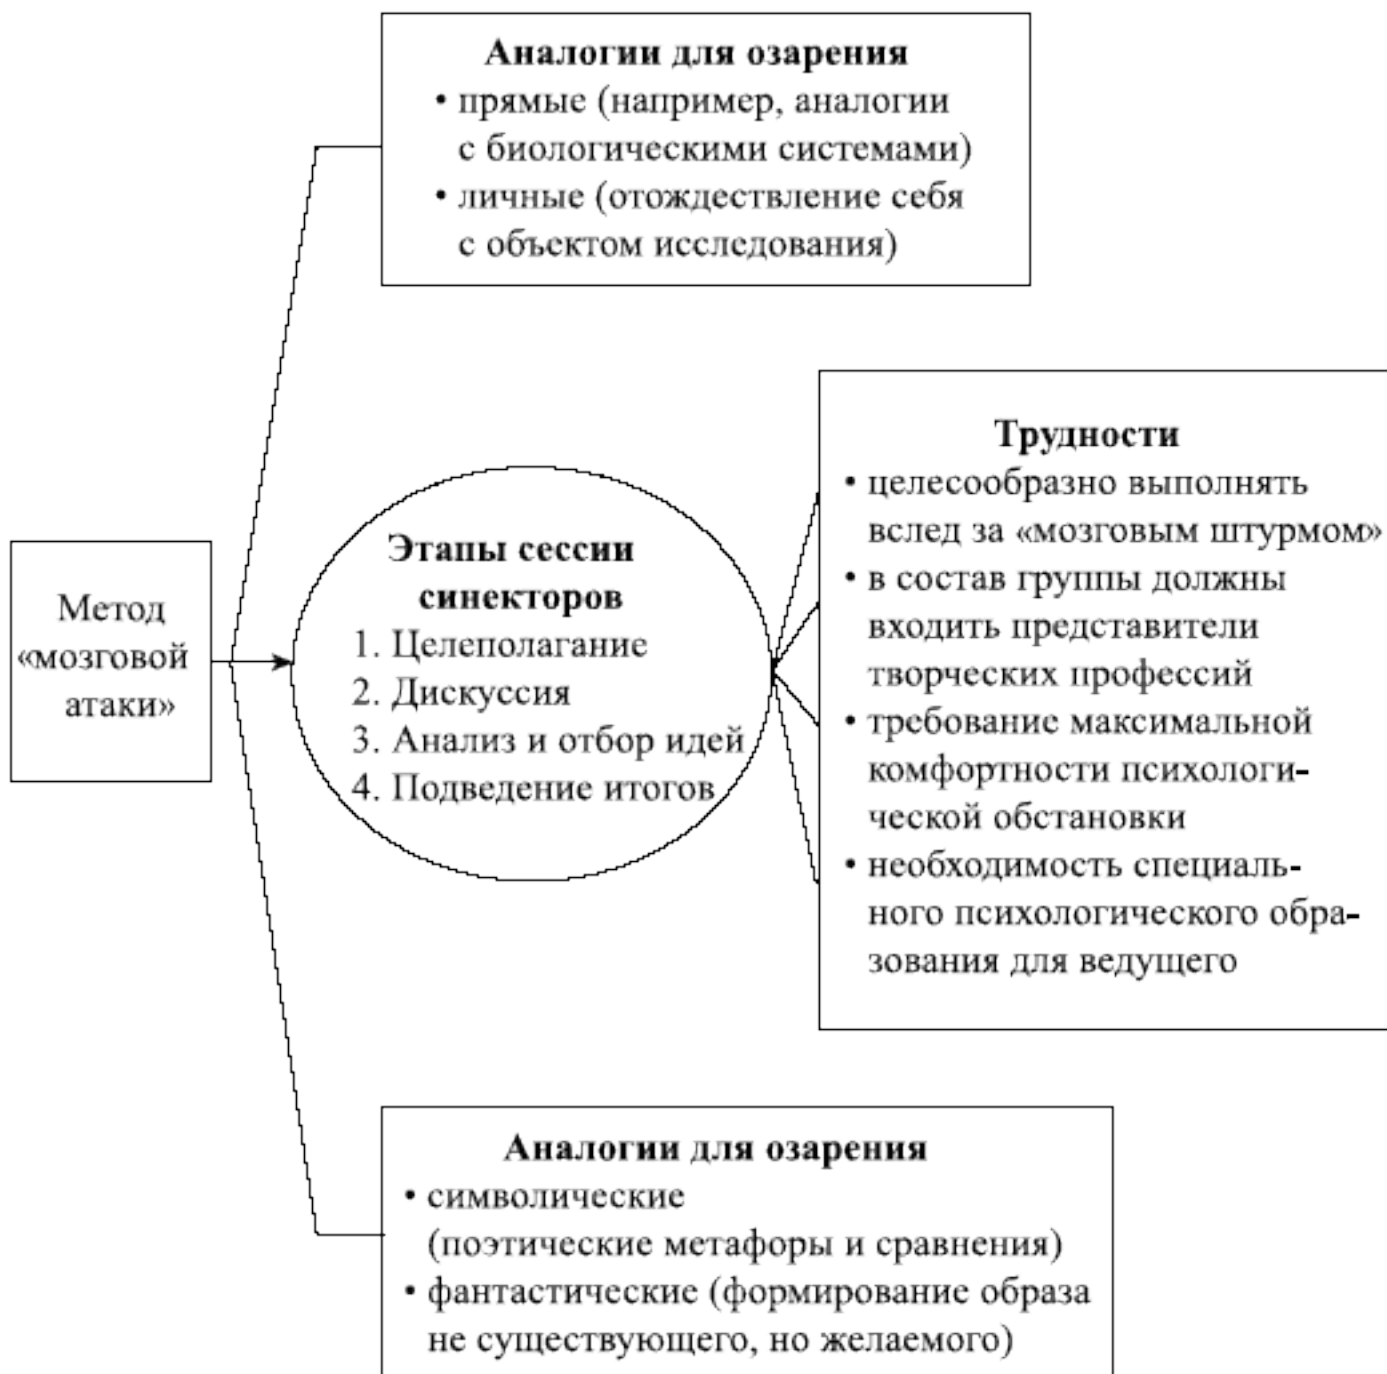 Аналогии для озарения
• прямые (например, аналогии
с биологическими системами)
• личные (отождествление себя
с объектом исследования)
Метод
«мозговой
атаки»
Этапы сессии
синекторов
1. Целеполагание
2. Дискуссия
3. Анализ и отбор идей
4. Подведение итогов
Трудности
• целесообразно выполнять
вслед за «мозговым штурмом»
• в состав группы должны
входить представители
творческих профессий
• требование максимальной
комфортности психологи-
ческой обстановки
• необходимость специаль-
ного психологического обра-
зования для ведущего
Аналогии для озарения
• символические
(поэтические метафоры и сравнения)
• фантастические (формирование образа
не существующего, но желаемого)